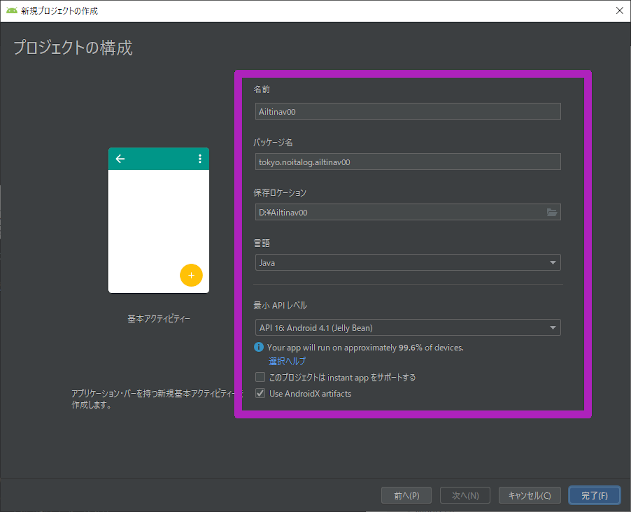 新規プロジェクトの作成
プロジェクトの構成
名前
Ailtinav00
パッケージ名
tokyo.noitalog.ailtinav00
保存ロケーション
D:¥Ailtinav00
言語
Java
最小 API レベル
API 16: Android 4.1 (Jelly Bean)
Your app will run on approximately 99.6% of devices.
選択ヘルプ
このプロジェクトは instant app をサポートする
Use AndroidX artifacts
基本アクティビティー
アプリケーション・バーを持つ新規基本アクティビティーを
作成します。
前へ(P)
次へ(N)
キャンセル(C)
完了(F)